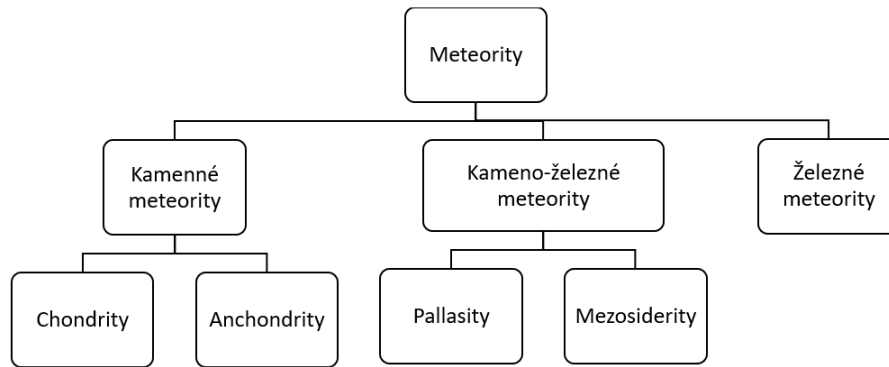 Meteority
Kamenné
meteority
Kameno-železné
meteority
Železné
meteority
Chondrity
Anchondrity
Pallasity
Mezosiderity